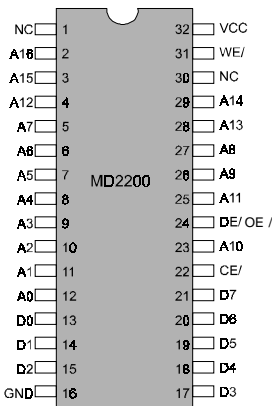 NC 1 32 VCC
A16 2 31 WE/
A15 3 30 NC
A12 4 29 A14
A7 5 28 A13
A6 6 27 A8
A5 7 MD2200 26 A9
A4 8 25 A11
A3 9 24 DE/ OE /
A2 10 23 A10
A1 11 22 CE/
A0 12 21 D7
D0 13 20 D6
D1 14 19 D5
D2 15 18 D4
GND 16 17 D3